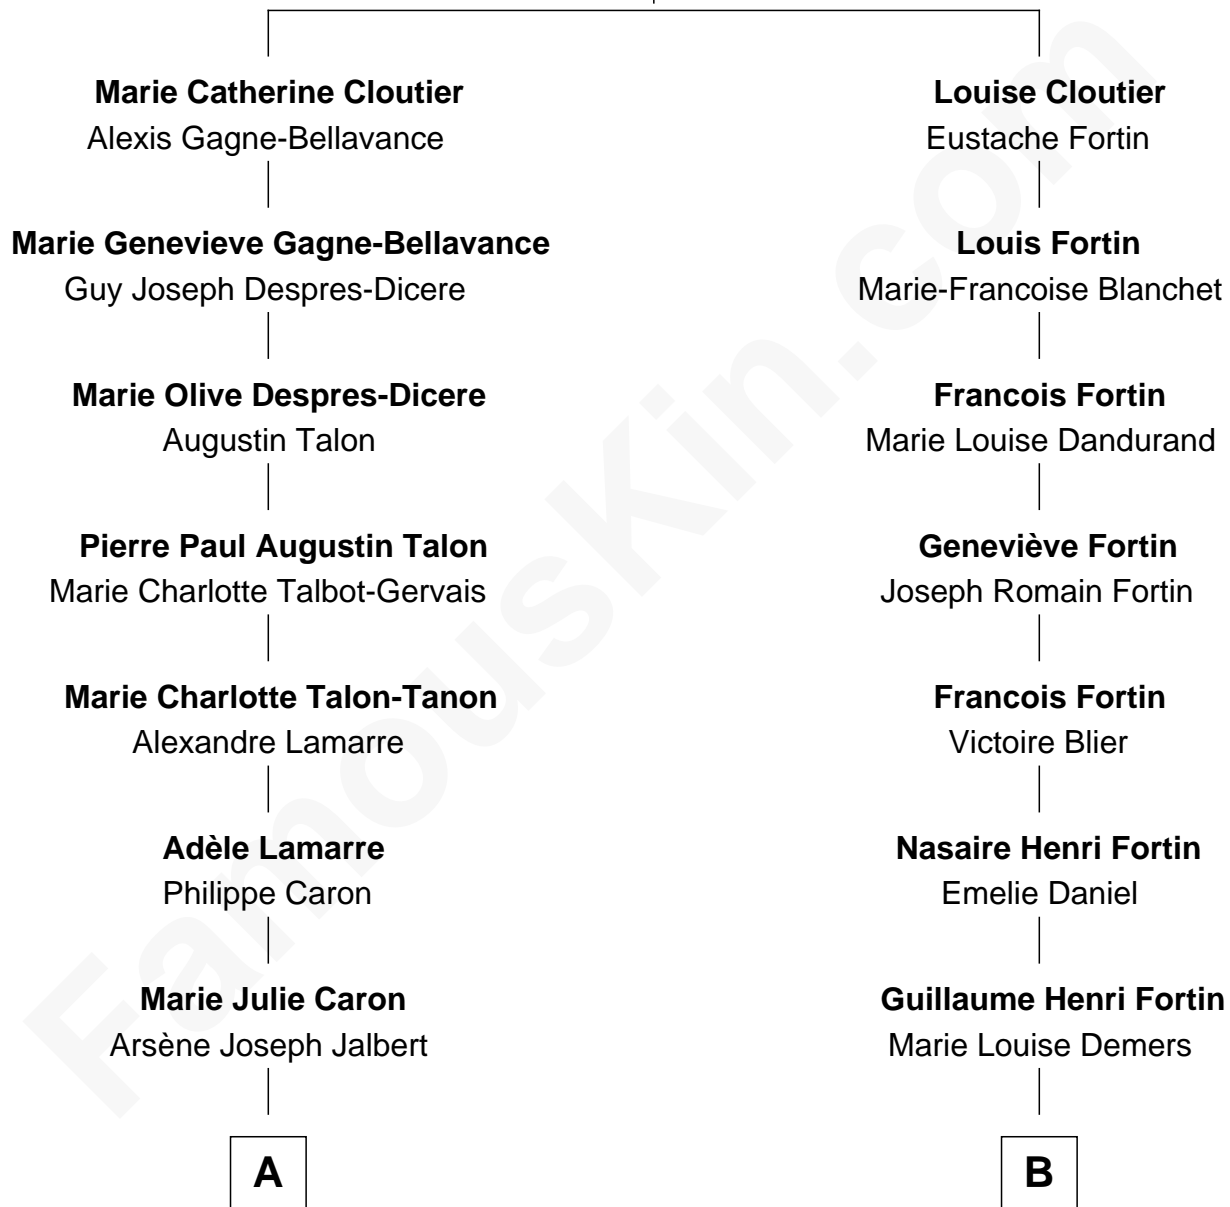 Marie Catherine Cloutier
Alexis Gagne-Bellavance
Marie Genevieve Gagne-Bellavance
Guy Joseph Despres-Dicere
Marie Olive Despres-Dicere
Augustin Talon
Pierre Paul Augustin Talon
Marie Charlotte Talbot-Gervais
Marie Charlotte Talon-Tanon
Alexandre Lamarre
Adèle Lamarre
Philippe Caron
Marie Julie Caron
Arsène Joseph Jalbert
A
Louise Cloutier
Eustache Fortin
Louis Fortin
Marie-Francoise Blanchet
Francois Fortin
Marie Louise Dandurand
Geneviève Fortin
Joseph Romain Fortin
Francois Fortin
Victoire Blier
Nasaire Henri Fortin
Emelie Daniel
Guillaume Henri Fortin
Marie Louise Demers
B
FamousKin.com